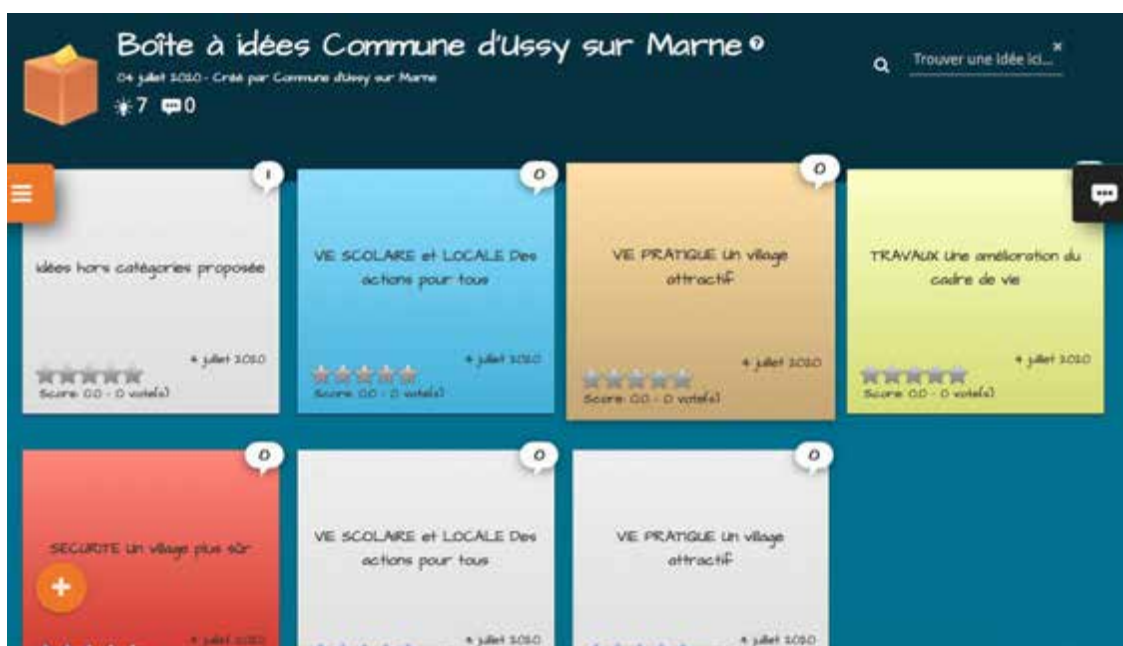 Boîte à idées Commune d'Ussy sur Marne
Trouver une idée ici...
04 juillet 2020 - Créé par Commune d'Ussy sur Marne
7 0
1
0
0
idées hors catégories proposée
VIE SCOLAIRE et LOCALE Des
actions pour tous
VIE PRATIQUE Un village
attractif
TRAVAUX Une amélioration du
cadre de vie
4 juillet 2020
4 juillet 2020
4 juillet 2020
4 juillet 2020
Score: 0.0 - 0 vote(s)
Score: 0.0 - 0 vote(s)
Score: 0.0 - 0 vote(s)
Score: 0.0 - 0 vote(s)
0
0
0
SECURITE Un village plus sûr
VIE SCOLAIRE et LOCALE Des
actions pour tous
VIE PRATIQUE Un village
attractif
4 juillet 2020
4 juillet 2020
4 juillet 2020